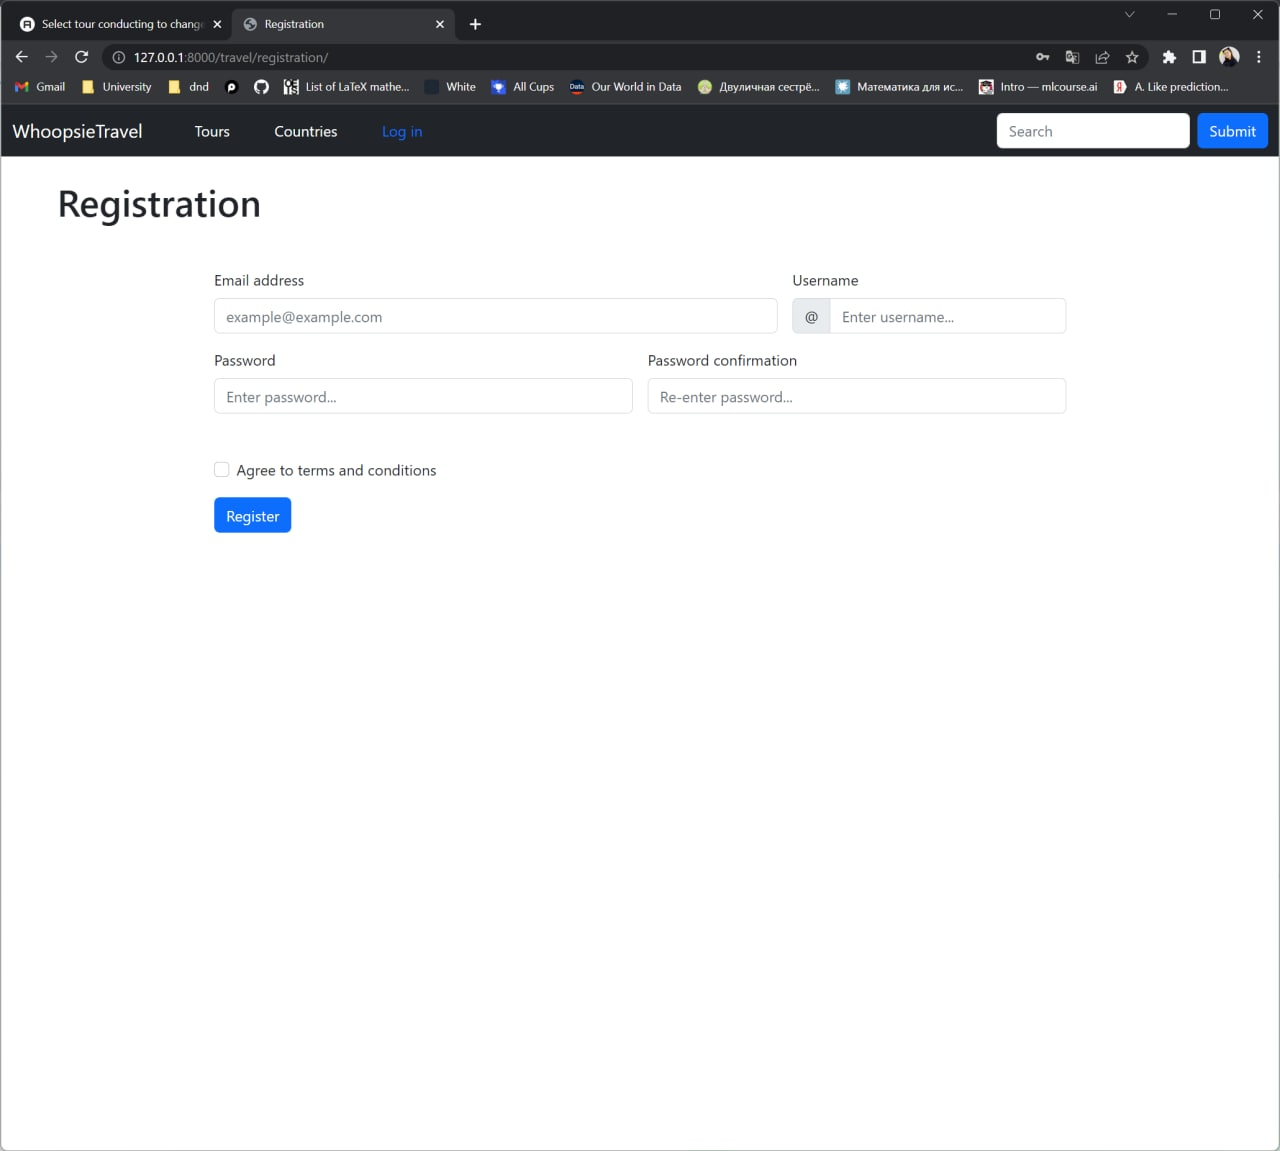 Select tour conducting to change
Registration
127.0.0.1:8000/travel/registration/
Gmail University dnd List of LaTeX mathe... White All Cups Our World in Data Двуличная сестрё... Математика для ис... Intro — mlcourse.ai A. Like prediction...
WhoopsieTravel Tours Countries Log in Search Submit
Registration
Email address Username
example@example.com @ Enter username...
Password Password confirmation
Enter password... Re-enter password...
Agree to terms and conditions
Register